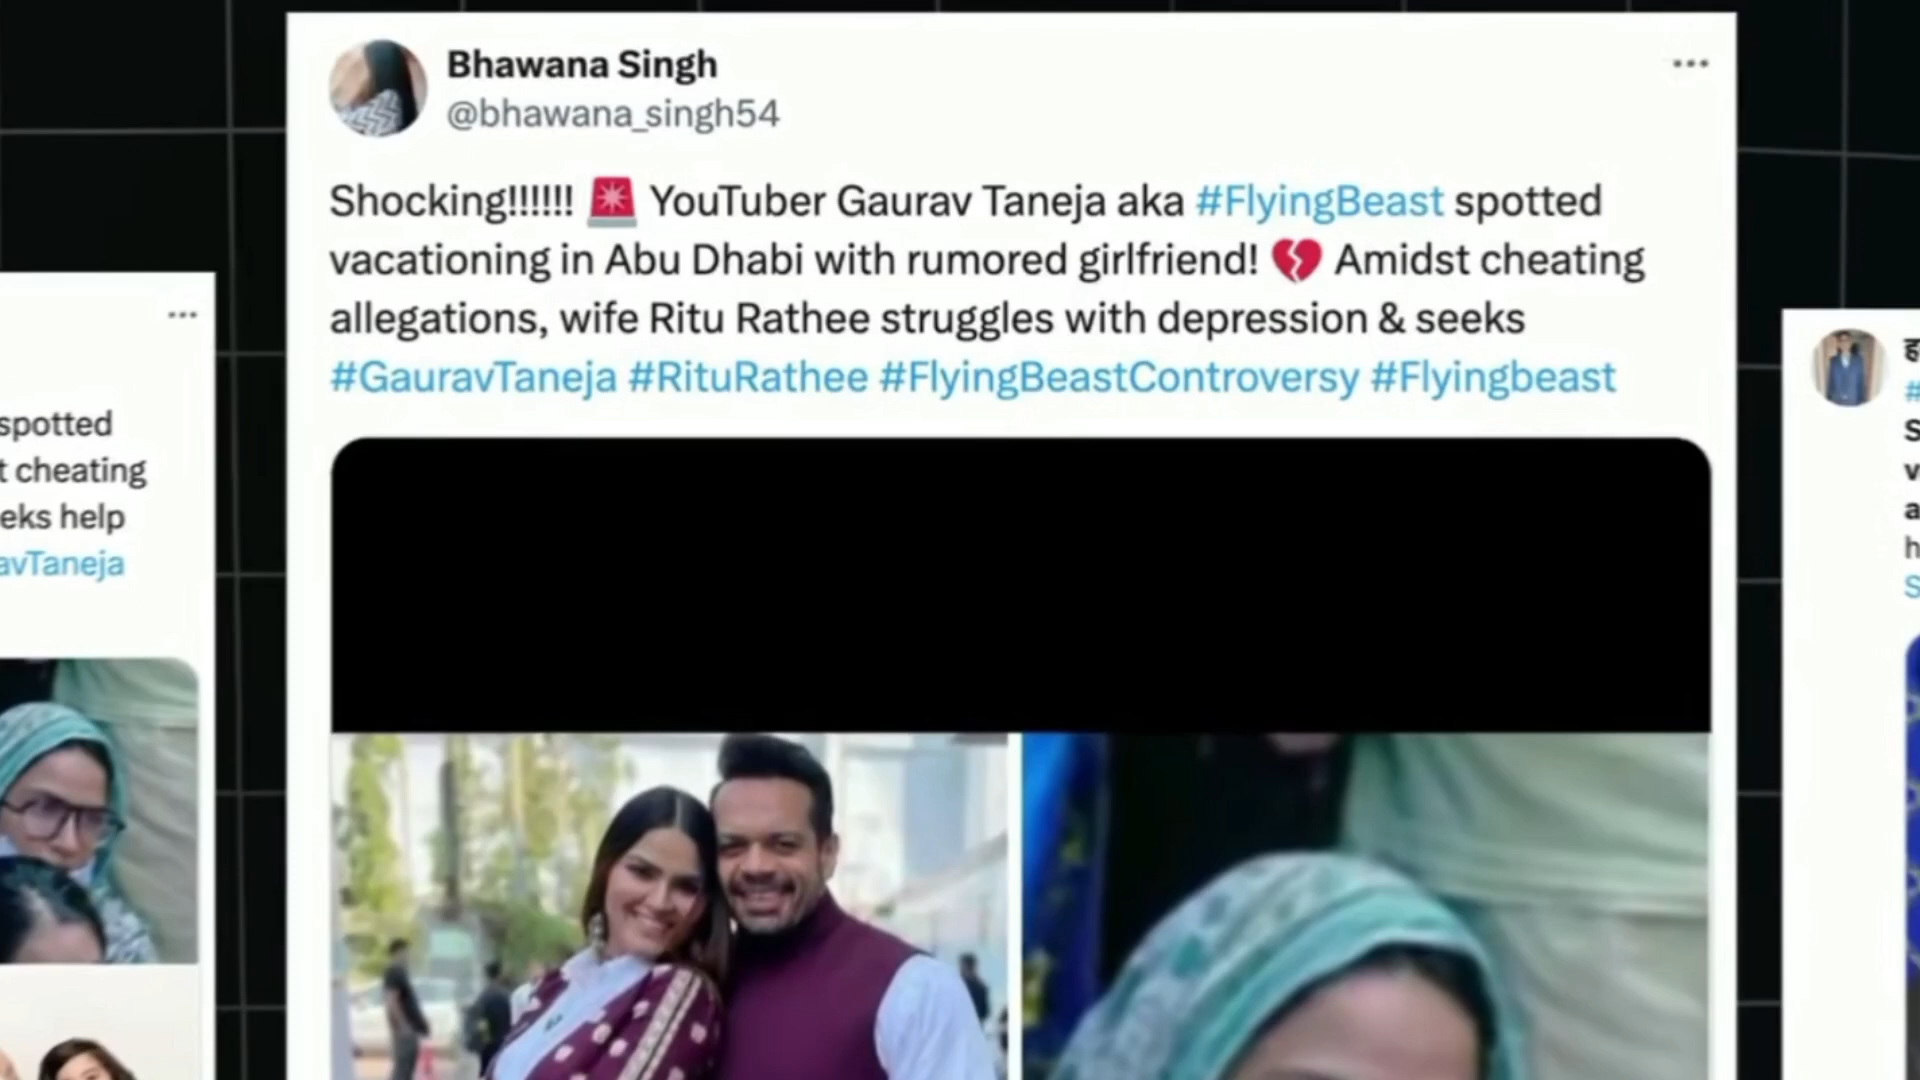 Bhawana Singh
@bhawana_singh54
Shocking!!!!!! 🚨 YouTuber Gaurav Taneja aka #FlyingBeast spotted
vacationing in Abu Dhabi with rumored girlfriend! 💔 Amidst cheating
allegations, wife Ritu Rathee struggles with depression & seeks
#GauravTaneja #RituRathee #FlyingBeastControversy #Flyingbeast
spotted
t cheating
eks help
avTaneja